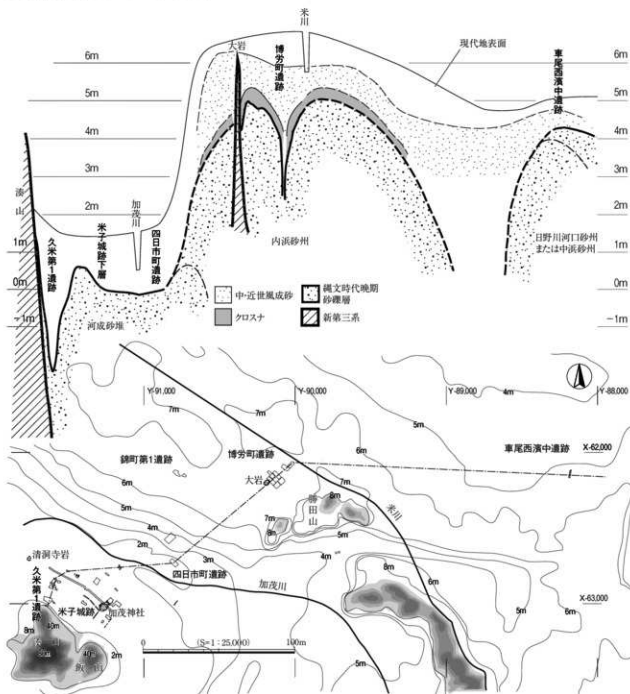 米川
大岩
博労町遺跡
現代地表面
車尾西濱中遺跡
6m
5m
4m
3m
2m
1m
0m
−1m
6m
5m
4m
3m
2m
1m
0m
−1m
湊山
久米第1遺跡
米子城跡下層
加茂川
四日市町遺跡
内浜砂州
日野川河口砂州
または中浜砂州
河成砂堆
中・近世風成砂
クロスナ
縄文時代晩期
砂礫層
新第三系
Y-91,000
Y-90,000
Y-89,000
Y-88,000
4m
7m
7m
5m
6m
X-62,000
博労町遺跡
車尾西濱中遺跡
錦町第1遺跡
大岩
7m
6m
8m
勝田山
米川
5m
7m
8m
4m
5m
2m
3m
4m
清洞寺岩
四日市町遺跡
加茂川
8m
6m
久米第1遺跡
米子城跡
加茂神社
5m
6m
X-63,000
8m
40m
40m
2m
0
(S=1:25,000)
100m
5m
4m